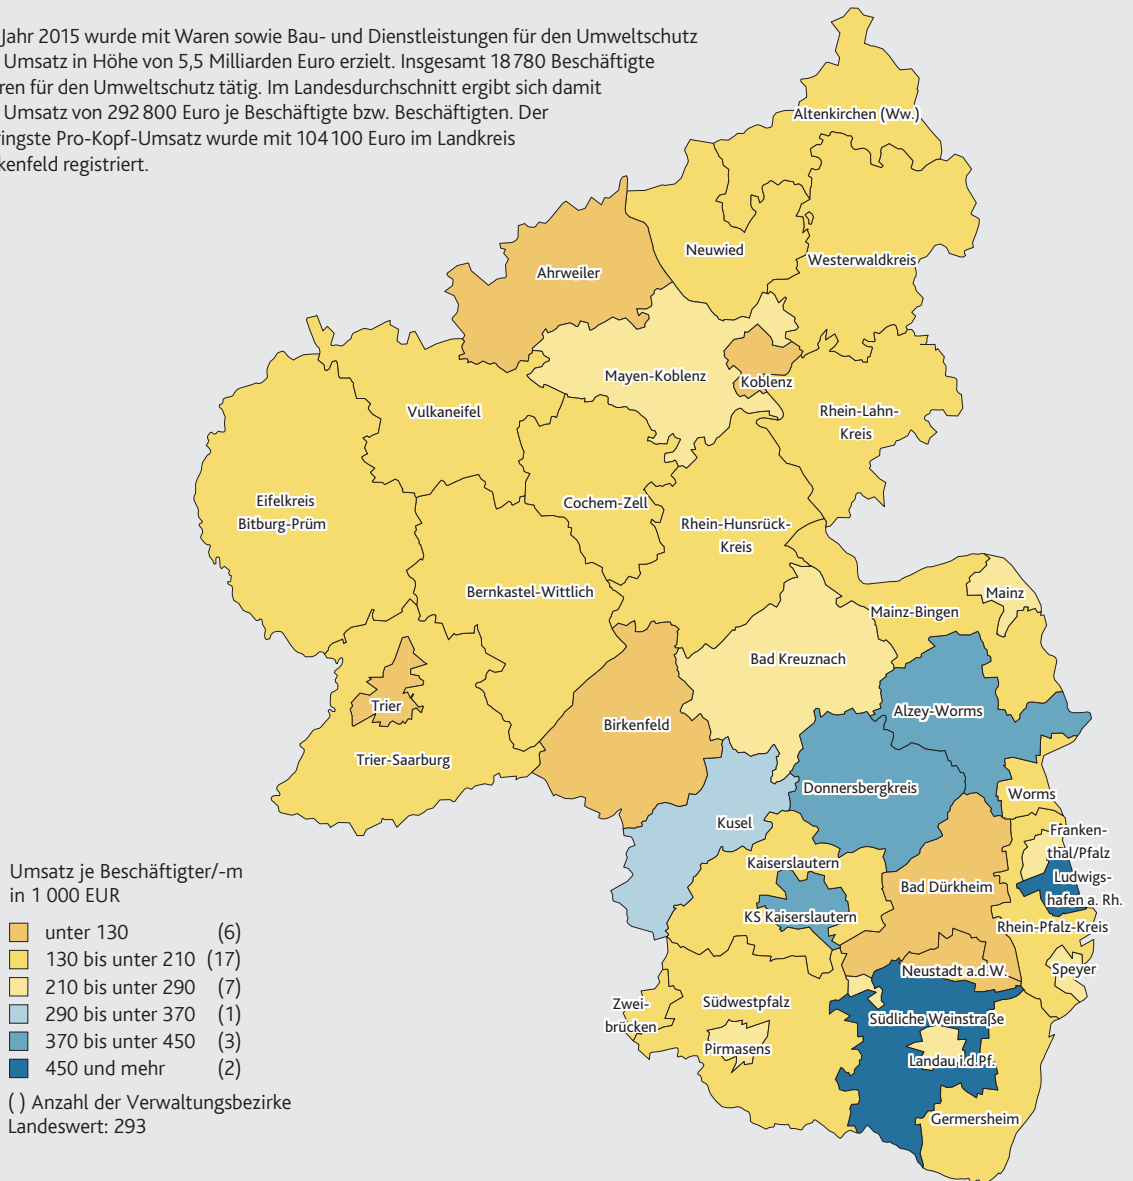 Jahr 2015 wurde mit Waren sowie Bau- und Dienstleistungen für den Umweltschutz
Umsatz in Höhe von 5,5 Milliarden Euro erzielt. Insgesamt 18 780 Beschäftigte
ren für den Umweltschutz tätig. Im Landesdurchschnitt ergibt sich damit
Umsatz von 292 800 Euro je Beschäftigte bzw. Beschäftigten. Der
ringste Pro-Kopf-Umsatz wurde mit 104 100 Euro im Landkreis
kenfeld registriert.
Altenkirchen (Ww.)
Neuwied
Westerwaldkreis
Ahrweiler
Mayen-Koblenz
Koblenz
Vulkaneifel
Rhein-Lahn-
Kreis
Eifelkreis
Bitburg-Prüm
Cochem-Zell
Rhein-Hunsrück-
Kreis
Bernkastel-Wittlich
Mainz
Mainz-Bingen
Bad Kreuznach
Trier
Alzey-Worms
Birkenfeld
Trier-Saarburg
Donnersbergkreis
Worms
Kusel
Franken-
thal/Pfalz
Kaiserslautern
Ludwigs-
hafen a. Rh.
Bad Dürkheim
KS Kaiserslautern
Rhein-Pfalz-Kreis
Neustadt a.d.W.
Speyer
Zwei-
brücken
Südwestpfalz
Südliche Weinstraße
Pirmasens
Landau i.d.Pf.
Germersheim
Umsatz je Beschäftigter/-m
in 1 000 EUR
unter 130 (6)
130 bis unter 210 (17)
210 bis unter 290 (7)
290 bis unter 370 (1)
370 bis unter 450 (3)
450 und mehr (2)
( ) Anzahl der Verwaltungsbezirke
Landeswert: 293